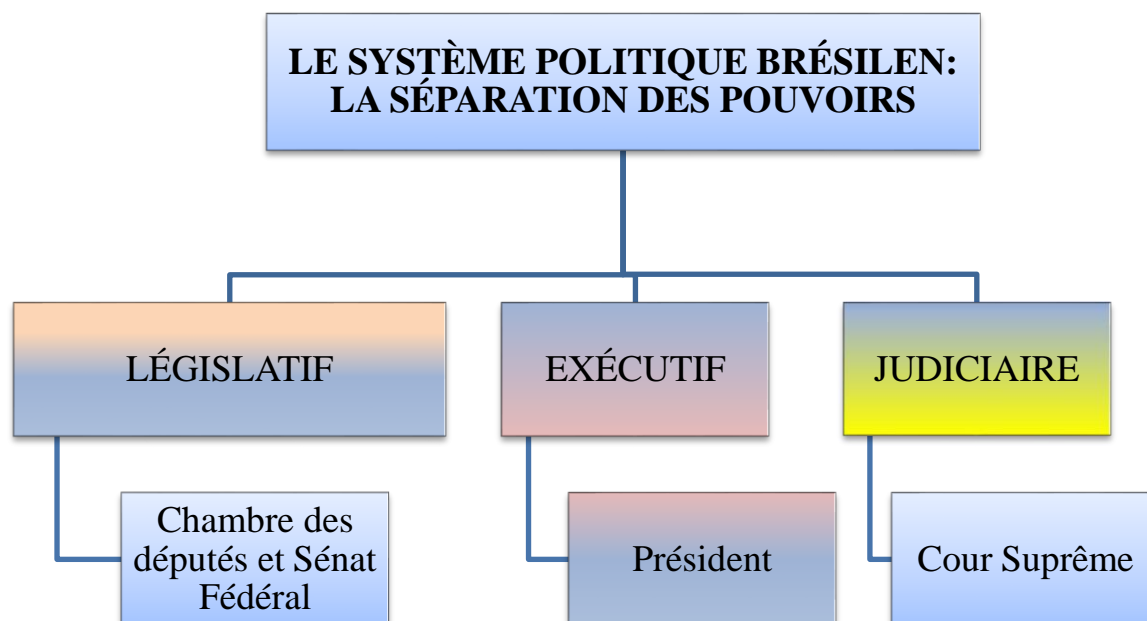 LE SYSTÈME POLITIQUE BRÉSILEN:
LA SÉPARATION DES POUVOIRS
LÉGISLATIF
EXÉCUTIF
JUDICIAIRE
Chambre des
députés et Sénat
Fédéral
Président
Cour Suprême